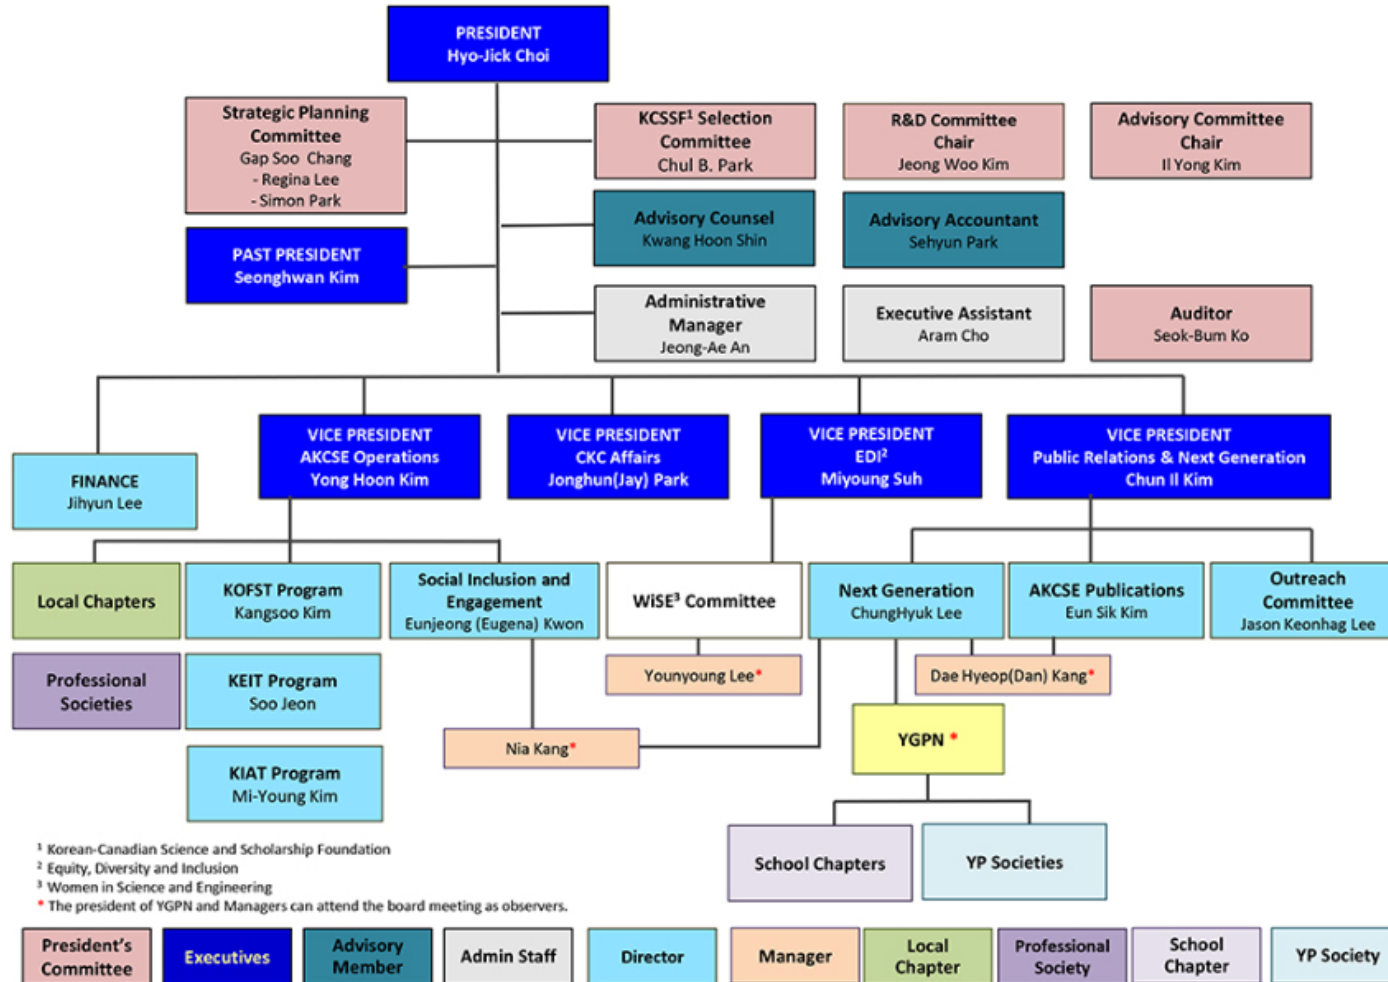 PRESIDENT
Hyo-Jick Choi
Strategic Planning
Committee
Gap Soo Chang
- Regina Lee
- Simon Park
KCSSF¹ Selection
Committee
Chul B. Park
R&D Committee
Chair
Jeong Woo Kim
Advisory Committee
Chair
Il Yong Kim
Advisory Counsel
Kwang Hoon Shin
Advisory Accountant
Sehyun Park
PAST PRESIDENT
Seonghwan Kim
Administrative
Manager
Jeong-Ae An
Executive Assistant
Aram Cho
Auditor
Seok-Bum Ko
FINANCE
Jihyun Lee
VICE PRESIDENT
AKCSE Operations
Yong Hoon Kim
VICE PRESIDENT
CKC Affairs
Jonghun(Jay) Park
VICE PRESIDENT
EDI²
Miyoung Suh
VICE PRESIDENT
Public Relations & Next Generation
Chun Il Kim
Local Chapters
KOFST Program
Kangsoo Kim
Social Inclusion and
Engagement
Eunjeong (Eugena) Kwon
WiSE³ Committee
Next Generation
ChungHyuk Lee
AKCSE Publications
Eun Sik Kim
Outreach
Committee
Jason Keonhag Lee
Professional
Societies
KEIT Program
Soo Jeon
Younyoung Lee*
Dae Hyeop(Dan) Kang*
Nia Kang*
YGPN *
KIAT Program
Mi-Young Kim
School Chapters
YP Societies
¹ Korean-Canadian Science and Scholarship Foundation
² Equity, Diversity and Inclusion
³ Women in Science and Engineering
* The president of YGPN and Managers can attend the board meeting as observers.
President's
Committee
Executives
Advisory
Member
Admin Staff
Director
Manager
Local
Chapter
Professional
Society
School
Chapter
YP Society